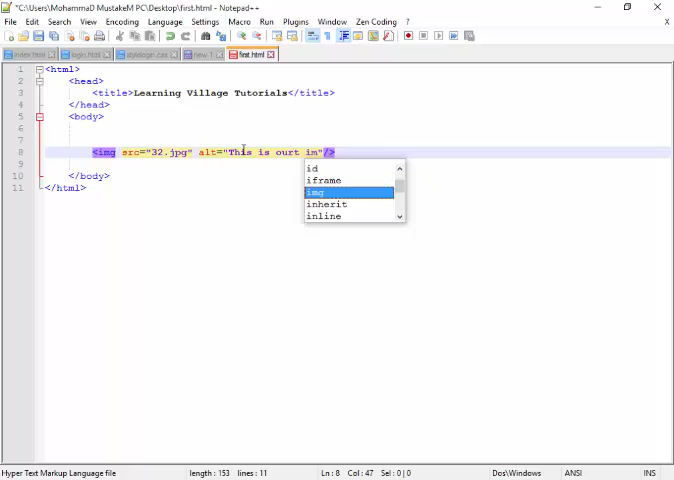 *C:\Users\MohammaD MustakeM PC\Desktop\first.html - Notepad++
File Edit Search View Encoding Language Settings Macro Run Plugins Window Zen Coding ? X
index.html login.html stylelogin.css new 1 first.html
1 <html>
2 <head>
3 <title>Learning Village Tutorials</title>
4 </head>
5 <body>
6
7
8 <img src="32.jpg" alt="This is ourt im"/>
9
10 </body>
11 </html>
id
iframe
img
inherit
inline
Hyper Text Markup Language file length : 153 lines : 11 Ln : 8 Col : 47 Sel : 0 | 0 Dos\Windows ANSI INS